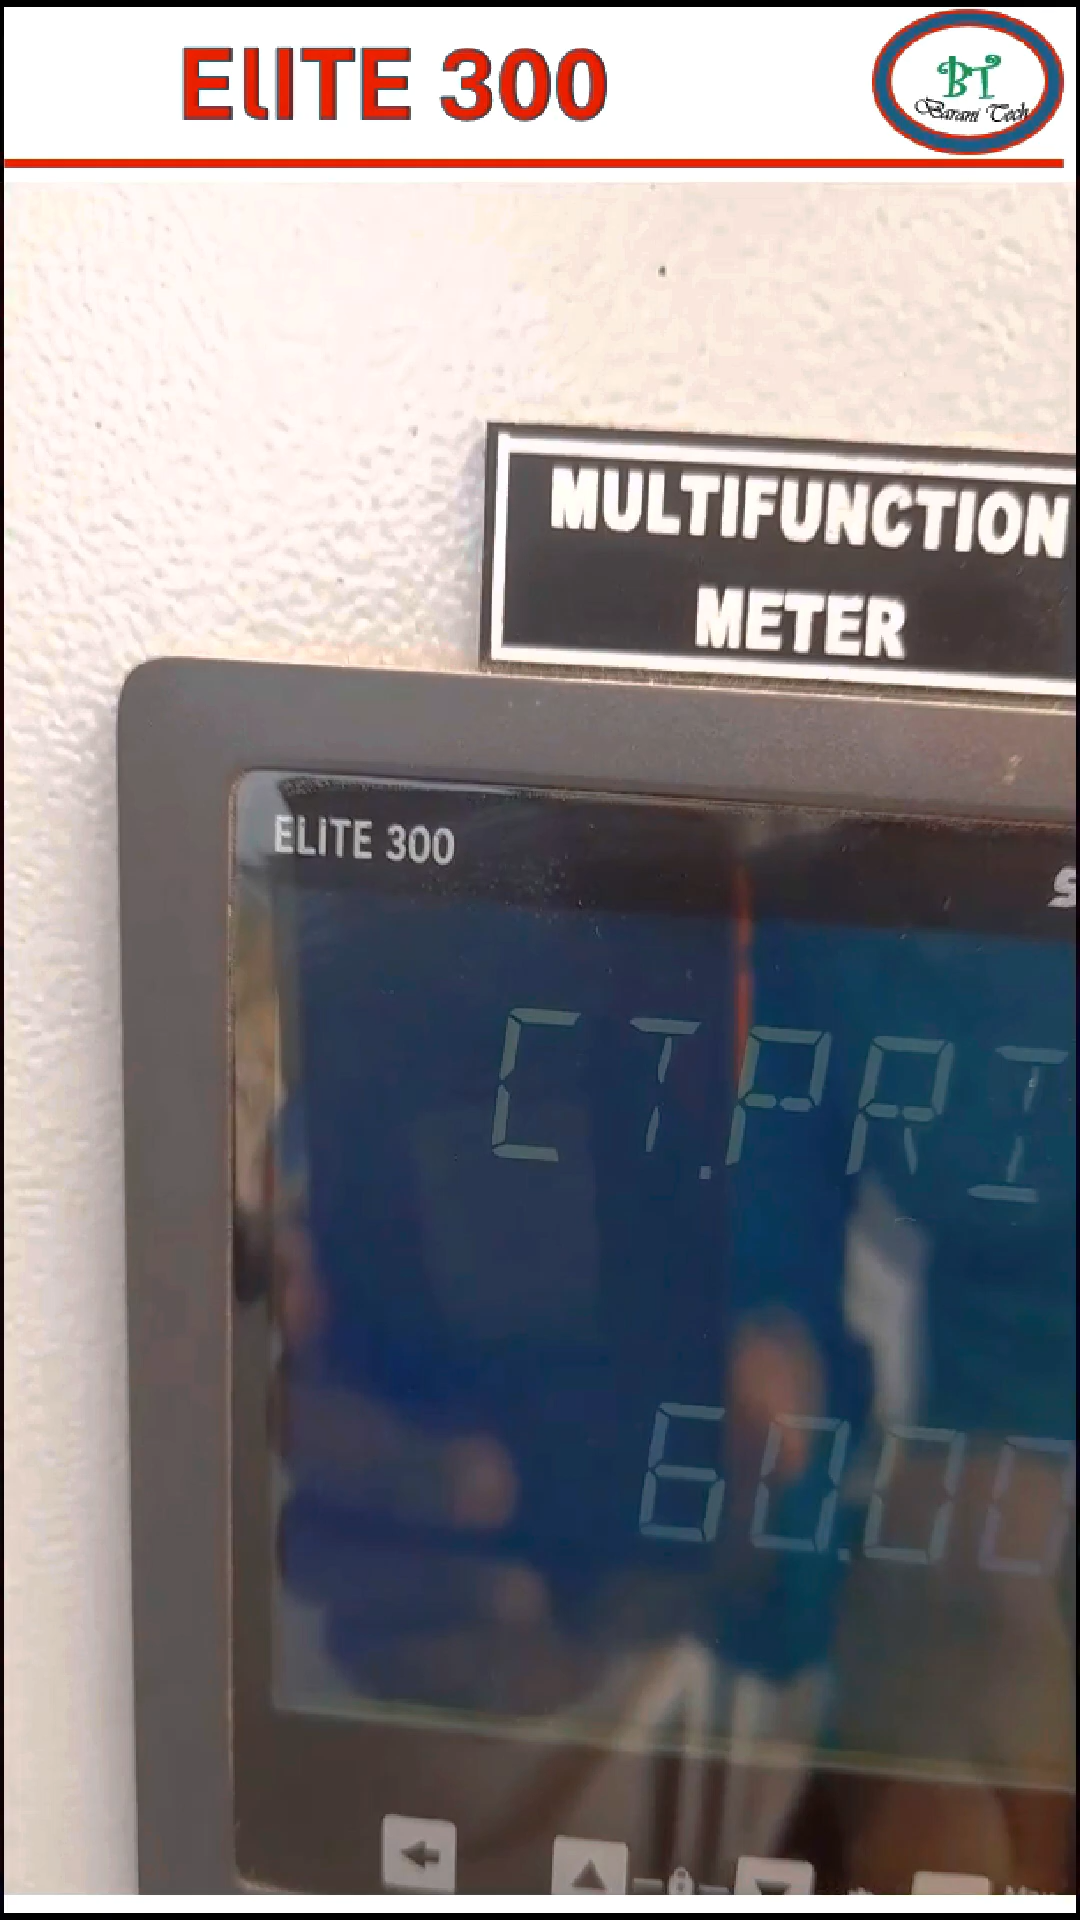 ElITE 300
BT
Barani Tech
MULTIFUNCTION
METER
ELITE 300
CT.PRI
60.00